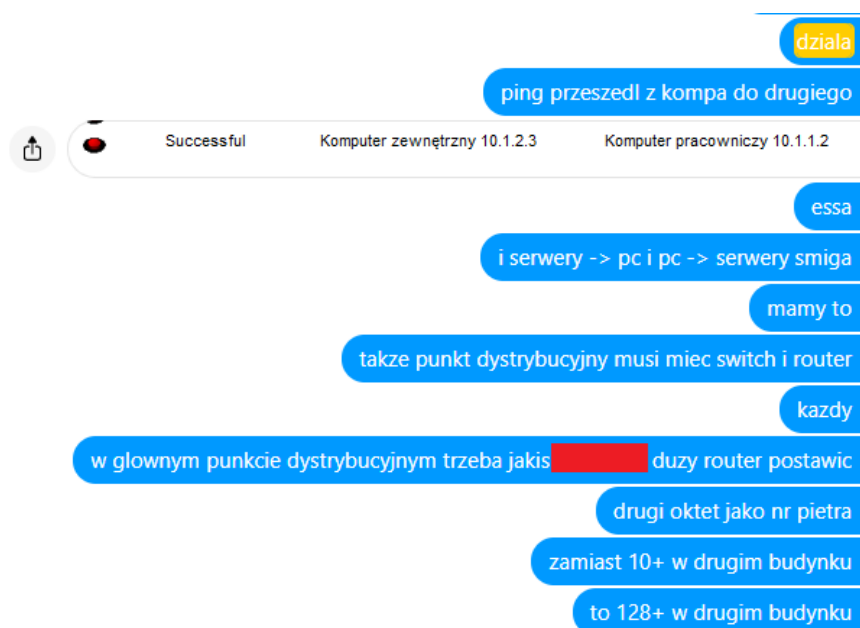 dziala
ping przeszedl z kompa do drugiego
Successful Komputer zewnętrzny 10.1.2.3 Komputer pracowniczy 10.1.1.2
essa
i serwery -> pc i pc -> serwery smiga
mamy to
takze punkt dystrybucyjny musi miec switch i router
kazdy
w glownym punkcie dystrybucyjnym trzeba jakis duzy router postawic
drugi oktet jako nr pietra
zamiast 10+ w drugim budynku
to 128+ w drugim budynku